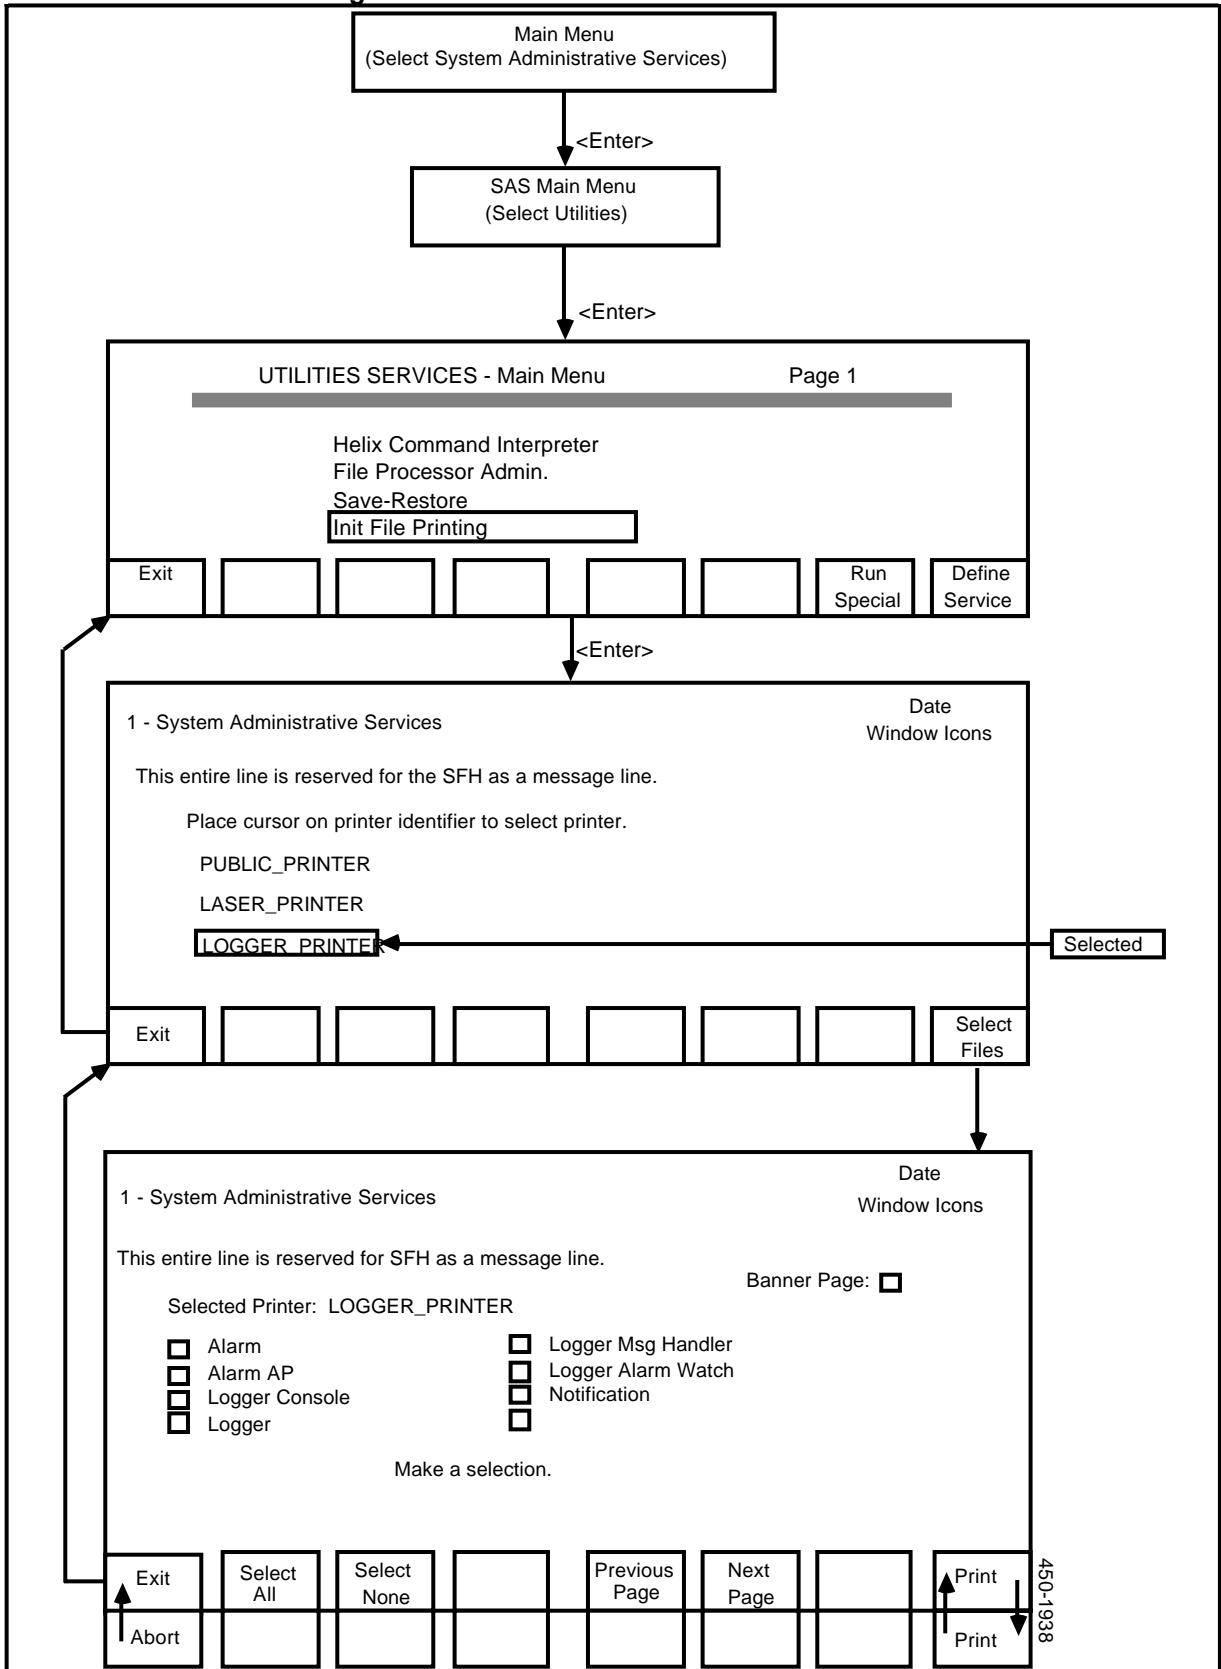 Main Menu
(Select System Administrative Services)
<Enter>
SAS Main Menu
(Select Utilities)
<Enter>
UTILITIES SERVICES - Main Menu Page 1
Helix Command Interpreter
File Processor Admin.
Save-Restore
Init File Printing
Exit
Run Special
Define Service
<Enter>
Date
1 - System Administrative Services
Window Icons
This entire line is reserved for the SFH as a message line.
Place cursor on printer identifier to select printer.
PUBLIC_PRINTER
LASER_PRINTER
LOGGER_PRINTER
Selected
Exit
Select
Files
Date
1 - System Administrative Services
Window Icons
This entire line is reserved for SFH as a message line.
Banner Page:
Selected Printer: LOGGER_PRINTER
Alarm
Alarm AP
Logger Console
Logger
Logger Msg Handler
Logger Alarm Watch
Notification
Make a selection.
Exit
Select
All
Select
None
Previous
Page
Next
Page
Print
Abort
Print
450-1938